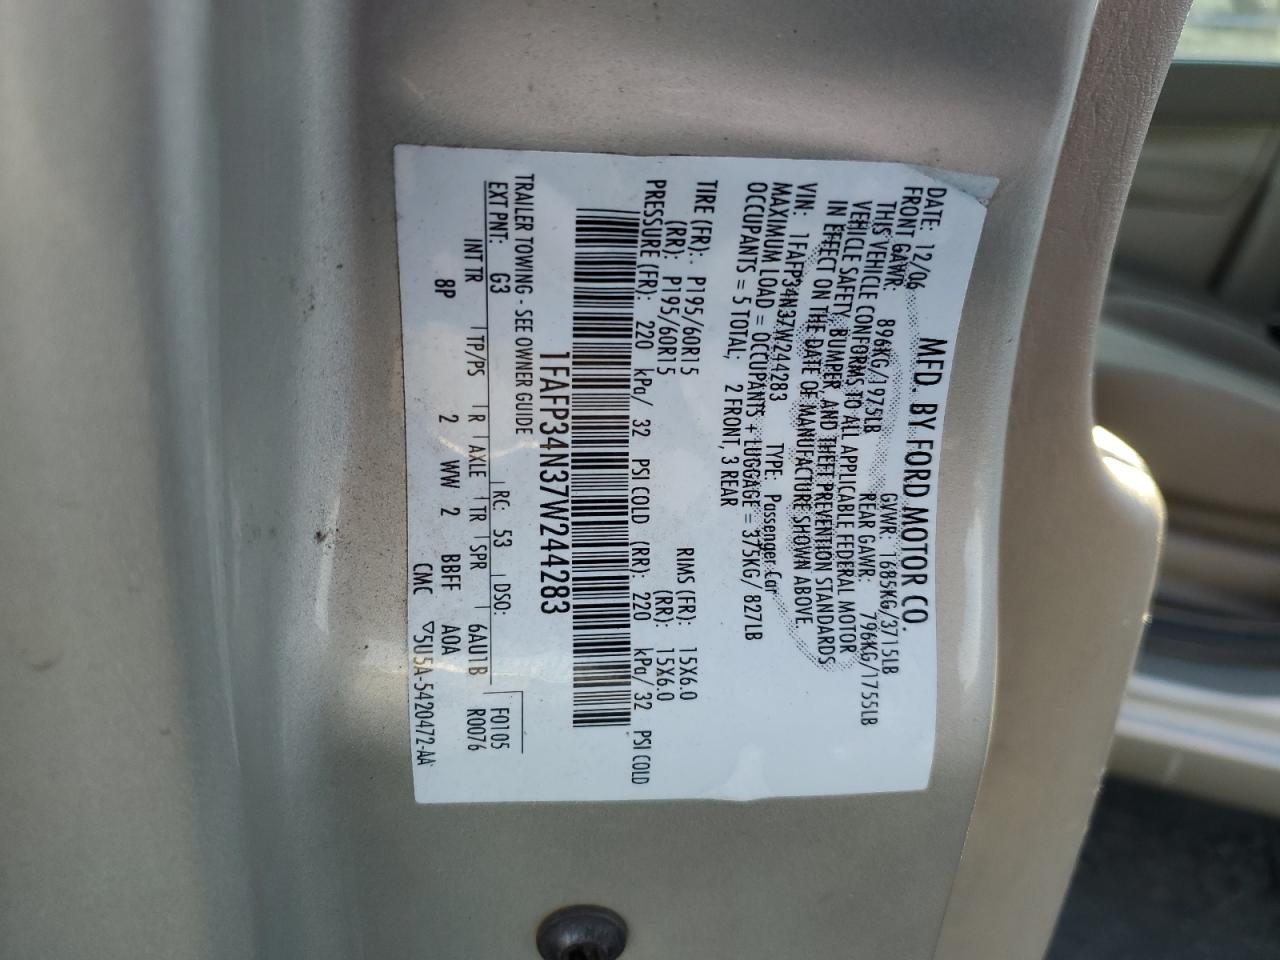 MFD. BY FORD MOTOR CO.
DATE: 12/06 GVWR: 1685KG/3715LB
FRONT GAWR: 896KG/1975LB REAR GAWR: 796KG/1755LB
THIS VEHICLE CONFORMS TO ALL APPLICABLE FEDERAL MOTOR
VEHICLE SAFETY, BUMPER, AND THEFT PREVENTION STANDARDS
IN EFFECT ON THE DATE OF MANUFACTURE SHOWN ABOVE.
VIN: 1FAFP34N37W244283 TYPE: Passenger Car
MAXIMUM LOAD = OCCUPANTS + LUGGAGE = 375KG/ 827LB
OCCUPANTS = 5 TOTAL; 2 FRONT, 3 REAR
TIRE (FR): P195/60R15 RIMS (FR): 15X6.0
(RR): P195/60R15 (RR): 15X6.0
PRESSURE (FR): 220 kPa/ 32 PSI COLD (RR): 220 kPa/ 32 PSI COLD
1FAFP34N37W244283
TRAILER TOWING - SEE OWNER GUIDE
EXT PNT: G3 RC: 53 DSO: F0105
INT TR TP/PS R AXLE TR SPR 6AU1B R0076
8P 2 WW 2 BBFF AOA
CMC ▽5U5A-5420472-AA